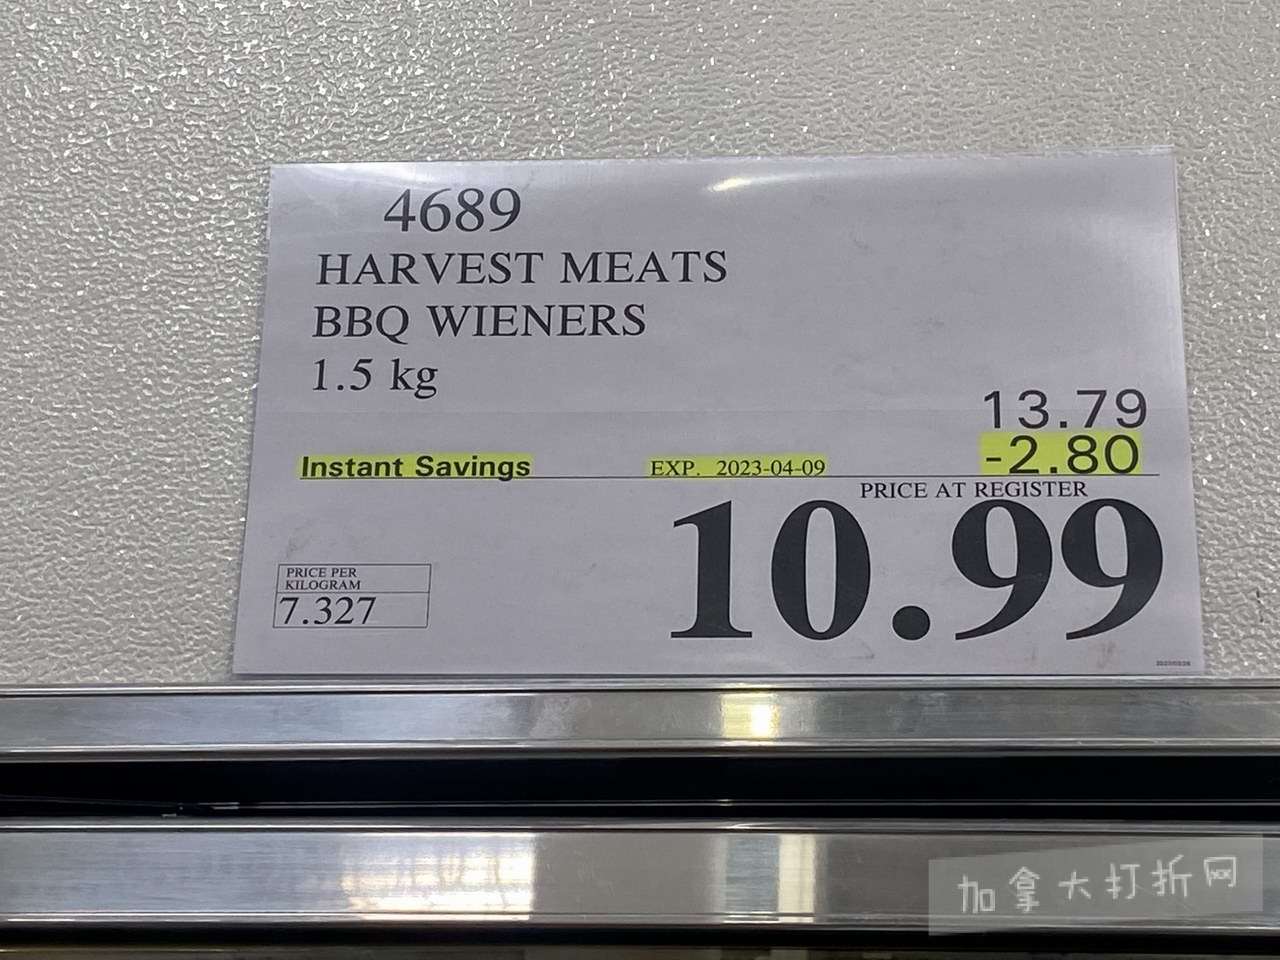 4689
HARVEST MEATS
BBQ WIENERS
1.5 kg
13.79
Instant Savings EXP. 2023-04-09 -2.80
PRICE AT REGISTER
10.99
PRICE PER
KILOGRAM
7.327
加拿大打折网